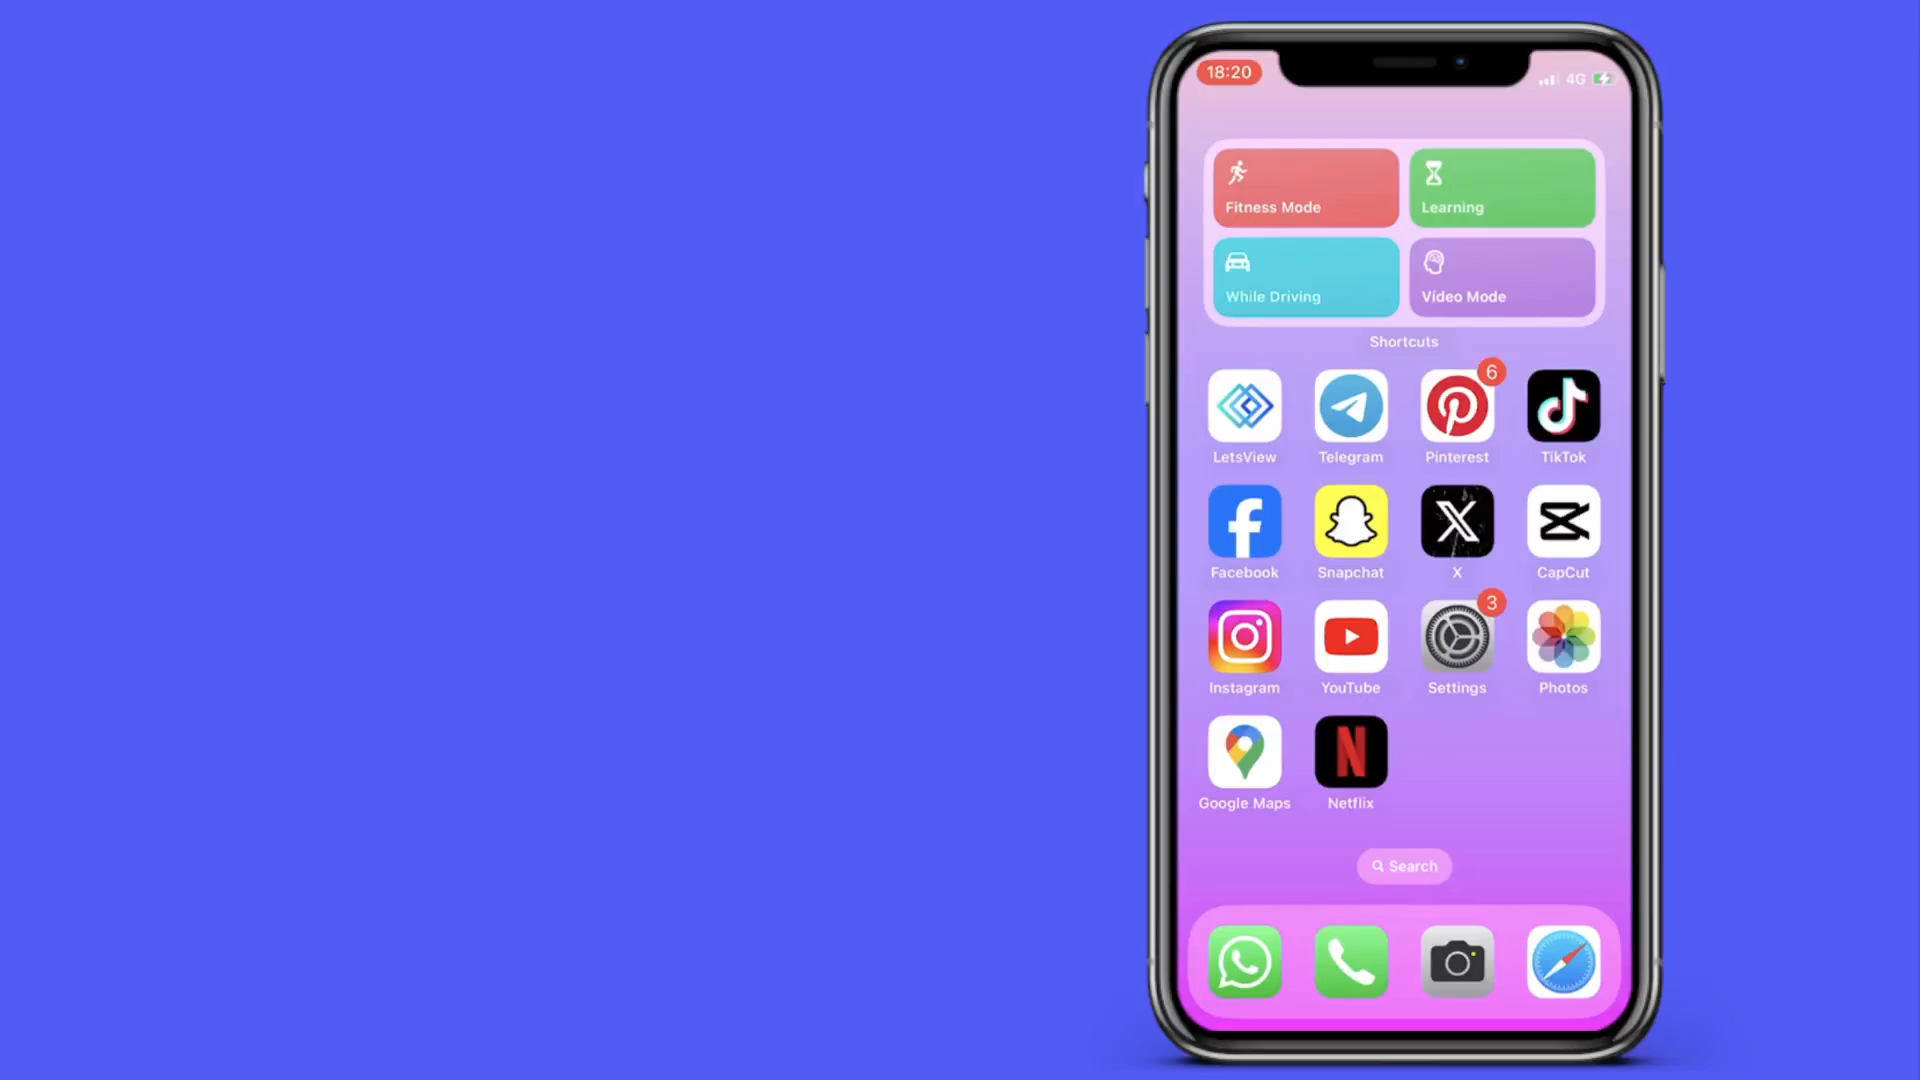 18:20
4G
Fitness Mode
Learning
While Driving
Video Mode
Shortcuts
6
LetsView
Telegram
Pinterest
TikTok
Facebook
Snapchat
X
CapCut
3
Instagram
YouTube
Settings
Photos
Google Maps
Netflix
Search